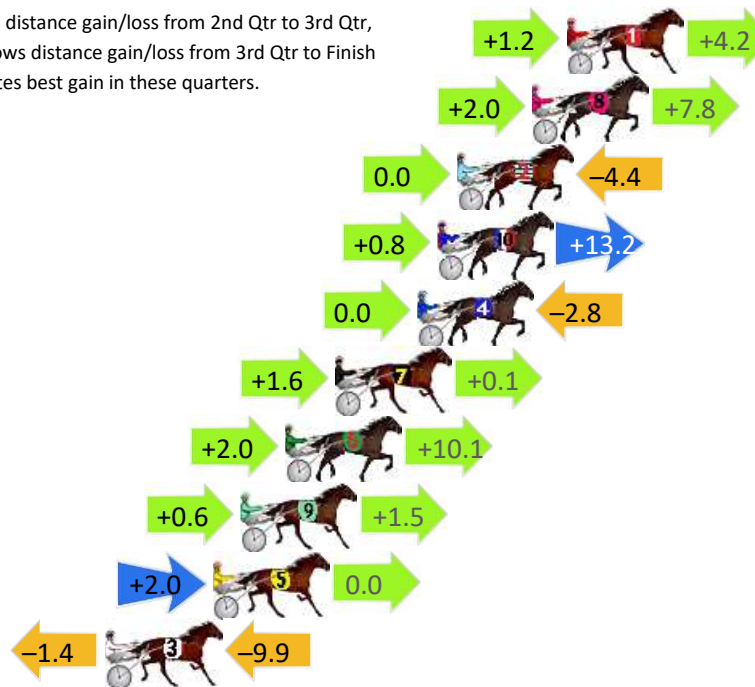 distance gain/loss from 2nd Qtr to 3rd Qtr,
ows distance gain/loss from 3rd Qtr to Finish
tes best gain in these quarters.
+1.2 1 +4.2
+2.0 8 +7.8
0.0 2 –4.4
+0.8 10 +13.2
0.0 4 –2.8
+1.6 7 +0.1
+2.0 6 +10.1
+0.6 9 +1.5
+2.0 5 0.0
–1.4 3 –9.9